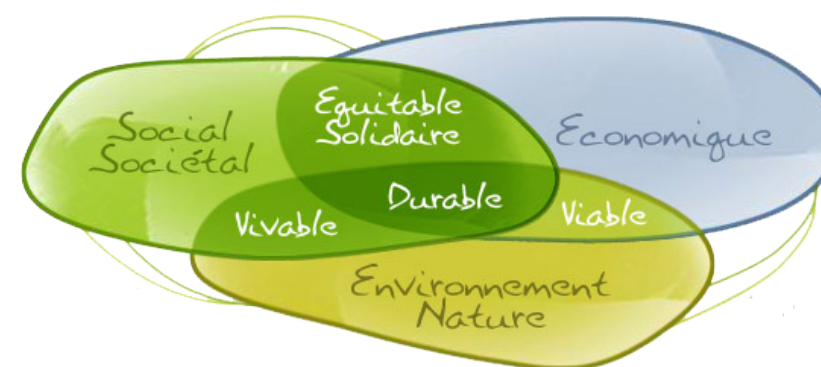 Equitable
Solidaire
Social
Sociétal
Economique
Durable
Vivable
Viable
Environnement
Nature